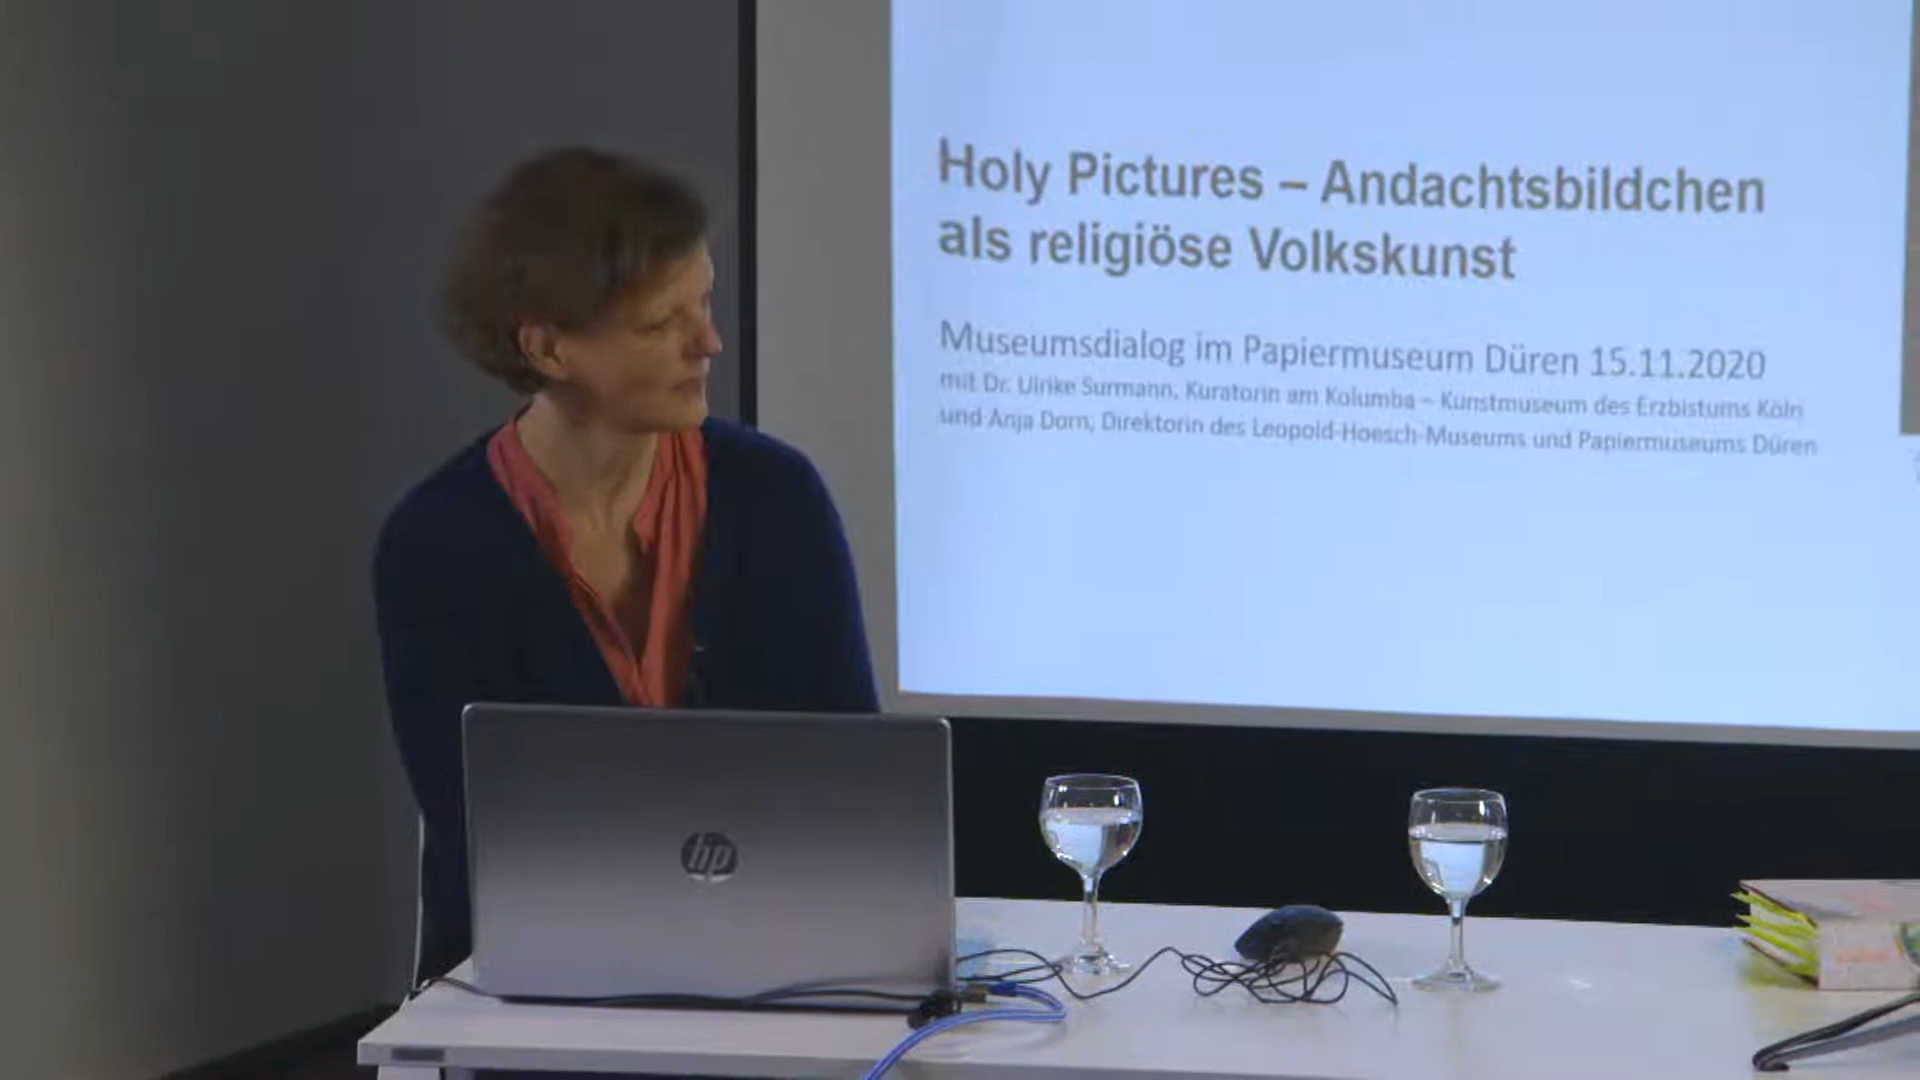 Holy Pictures – Andachtsbildchen
als religiöse Volkskunst
Museumsdialog im Papiermuseum Düren 15.11.2020
mit Dr. Ulrike Surmann, Kuratorin am Kolumba – Kunstmuseum des Erzbistums Köln
und Anja Dorn, Direktorin des Leopold-Hoesch-Museums und Papiermuseums Düren
hp